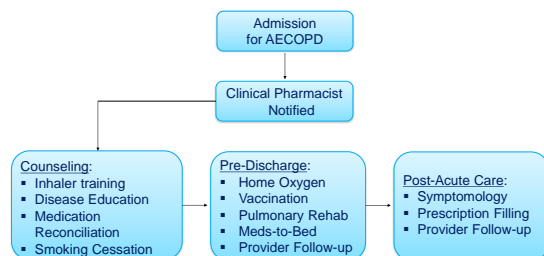 Admission
for AECOPD
Clinical Pharmacist
Notified
Counseling:
▪ Inhaler training
▪ Disease Education
▪ Medication
Reconciliation
▪ Smoking Cessation
Pre-Discharge:
▪ Home Oxygen
▪ Vaccination
▪ Pulmonary Rehab
▪ Meds-to-Bed
▪ Provider Follow-up
Post-Acute Care:
▪ Symptomology
▪ Prescription Filling
▪ Provider Follow-up